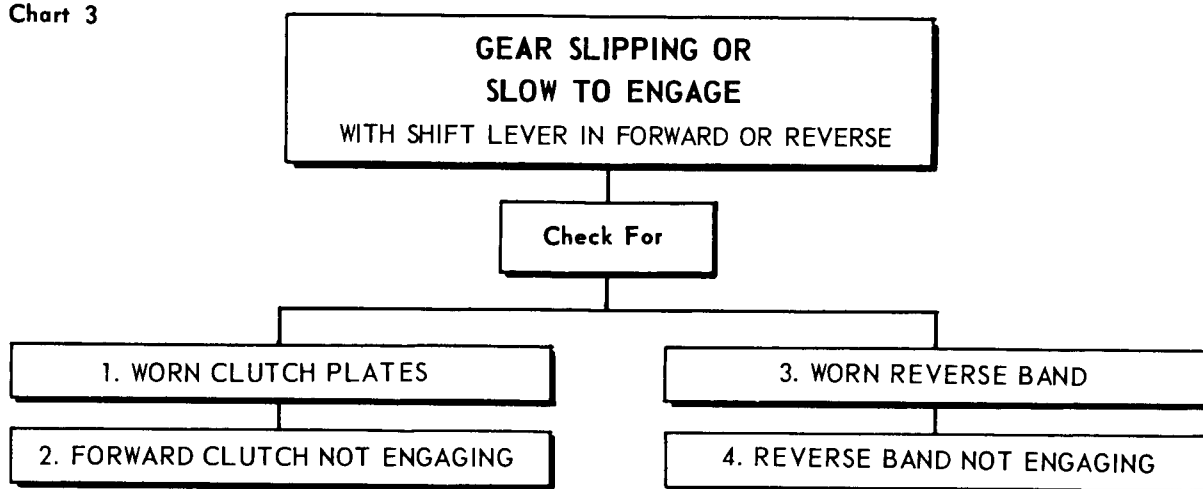 Chart 3
GEAR SLIPPING OR
SLOW TO ENGAGE
WITH SHIFT LEVER IN FORWARD OR REVERSE
Check For
1. WORN CLUTCH PLATES
2. FORWARD CLUTCH NOT ENGAGING
3. WORN REVERSE BAND
4. REVERSE BAND NOT ENGAGING